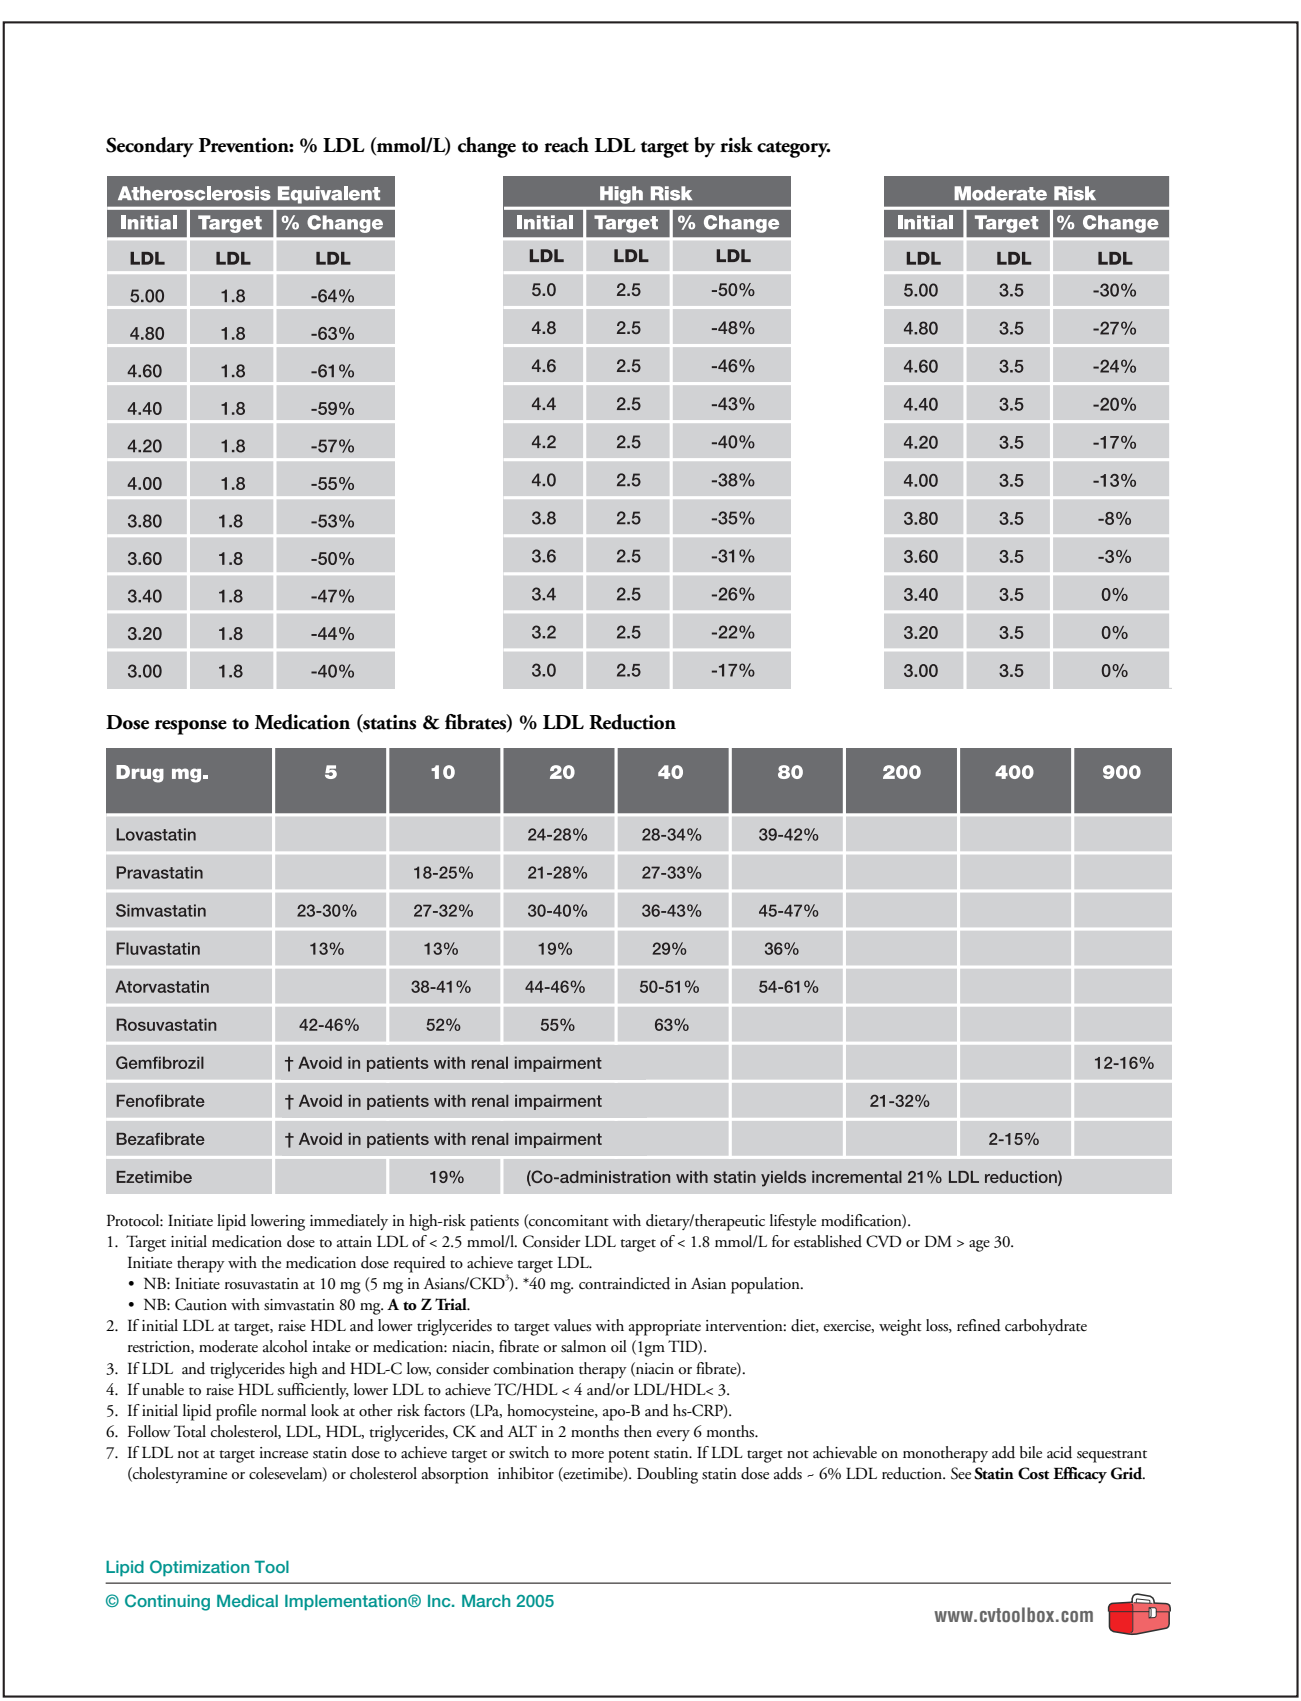 Secondary Prevention: % LDL (mmol/L) change to reach LDL target by risk category.
Atherosclerosis Equivalent
Initial Target % Change
LDL LDL LDL
5.00 1.8 -64%
4.80 1.8 -63%
4.60 1.8 -61%
4.40 1.8 -59%
4.20 1.8 -57%
4.00 1.8 -55%
3.80 1.8 -53%
3.60 1.8 -50%
3.40 1.8 -47%
3.20 1.8 -44%
3.00 1.8 -40%
High Risk
Initial Target % Change
LDL LDL LDL
5.0 2.5 -50%
4.8 2.5 -48%
4.6 2.5 -46%
4.4 2.5 -43%
4.2 2.5 -40%
4.0 2.5 -38%
3.8 2.5 -35%
3.6 2.5 -31%
3.4 2.5 -26%
3.2 2.5 -22%
3.0 2.5 -17%
Moderate Risk
Initial Target % Change
LDL LDL LDL
5.00 3.5 -30%
4.80 3.5 -27%
4.60 3.5 -24%
4.40 3.5 -20%
4.20 3.5 -17%
4.00 3.5 -13%
3.80 3.5 -8%
3.60 3.5 -3%
3.40 3.5 0%
3.20 3.5 0%
3.00 3.5 0%
Dose response to Medication (statins & fibrates) % LDL Reduction
Drug mg. 5 10 20 40 80 200 400 900
Lovastatin 24-28% 28-34% 39-42%
Pravastatin 18-25% 21-28% 27-33%
Simvastatin 23-30% 27-32% 30-40% 36-43% 45-47%
Fluvastatin 13% 13% 19% 29% 36%
Atorvastatin 38-41% 44-46% 50-51% 54-61%
Rosuvastatin 42-46% 52% 55% 63%
Gemfibrozil † Avoid in patients with renal impairment 12-16%
Fenofibrate † Avoid in patients with renal impairment 21-32%
Bezafibrate † Avoid in patients with renal impairment 2-15%
Ezetimibe 19% (Co-administration with statin yields incremental 21% LDL reduction)
Protocol: Initiate lipid lowering immediately in high-risk patients (concomitant with dietary/therapeutic lifestyle modification).
1. Target initial medication dose to attain LDL of < 2.5 mmol/l. Consider LDL target of < 1.8 mmol/L for established CVD or DM > age 30.
Initiate therapy with the medication dose required to achieve target LDL.
• NB: Initiate rosuvastatin at 10 mg (5 mg in Asians/CKD³). *40 mg. contraindicted in Asian population.
• NB: Caution with simvastatin 80 mg. A to Z Trial.
2. If initial LDL at target, raise HDL and lower triglycerides to target values with appropriate intervention: diet, exercise, weight loss, refined carbohydrate
restriction, moderate alcohol intake or medication: niacin, fibrate or salmon oil (1gm TID).
3. If LDL and triglycerides high and HDL-C low, consider combination therapy (niacin or fibrate).
4. If unable to raise HDL sufficiently, lower LDL to achieve TC/HDL < 4 and/or LDL/HDL< 3.
5. If initial lipid profile normal look at other risk factors (LPa, homocysteine, apo-B and hs-CRP).
6. Follow Total cholesterol, LDL, HDL, triglycerides, CK and ALT in 2 months then every 6 months.
7. If LDL not at target increase statin dose to achieve target or switch to more potent statin. If LDL target not achievable on monotherapy add bile acid sequestrant
(cholestyramine or colesevelam) or cholesterol absorption inhibitor (ezetimibe). Doubling statin dose adds ~ 6% LDL reduction. See Statin Cost Efficacy Grid.
Lipid Optimization Tool
© Continuing Medical Implementation® Inc. March 2005
www.cvtoolbox.com